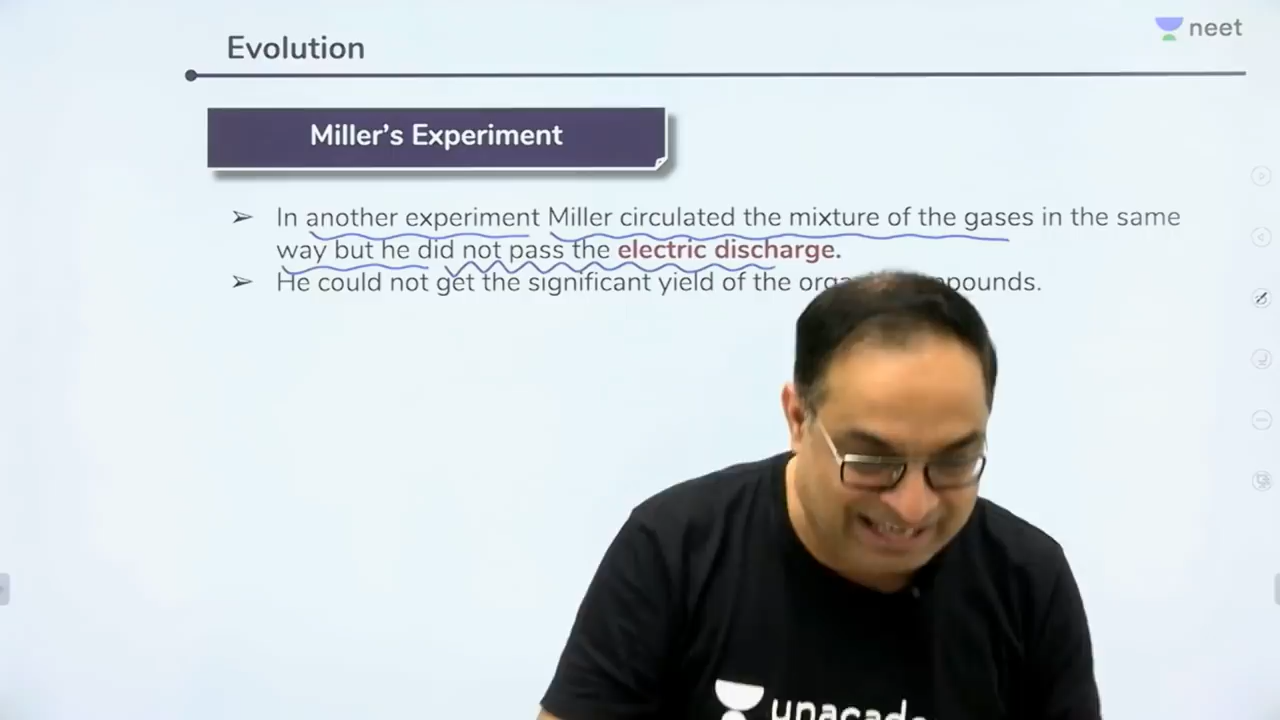 Evolution
neet
Miller's Experiment
➢ In another experiment Miller circulated the mixture of the gases in the same
way but he did not pass the electric discharge.
➢ He could not get the significant yield of the pounds.